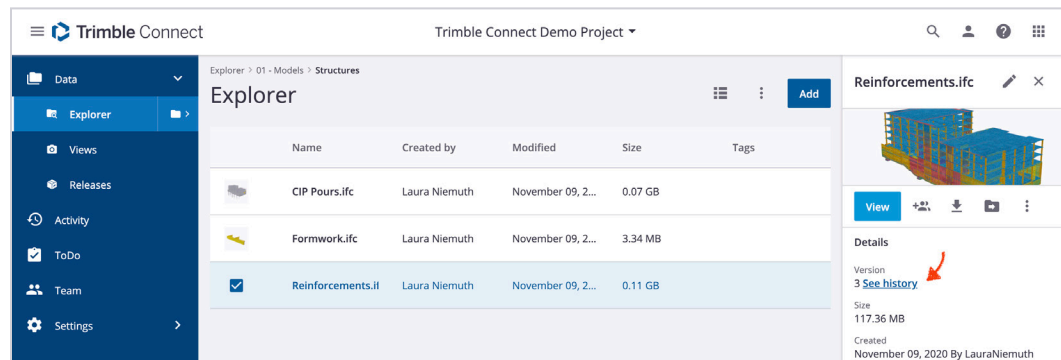 Trimble Connect
Trimble Connect Demo Project
Data
Explorer
Views
Releases
Activity
ToDo
Team
Settings
Explorer > 01 - Models > Structures
Explorer
Add
Name Created by Modified Size Tags
CIP Pours.ifc Laura Niemuth November 09, 2... 0.07 GB
Formwork.ifc Laura Niemuth November 09, 2... 3.34 MB
Reinforcements.if Laura Niemuth November 09, 2... 0.11 GB
Reinforcements.ifc
View
Details
Version
3 See history
Size
117.36 MB
Created
November 09, 2020 By LauraNiemuth